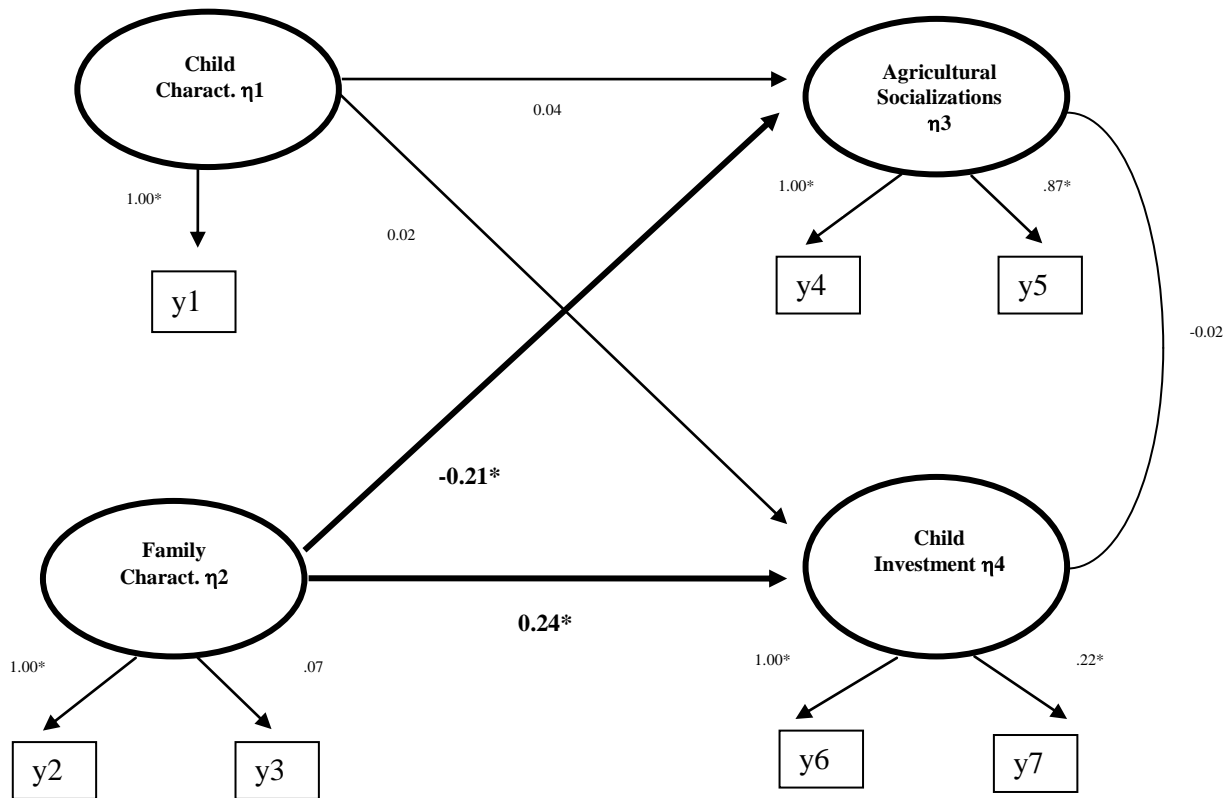 Child
Charact. η1
Agricultural
Socializations
η3
0.04
1.00*
1.00*
.87*
0.02
y1
y4
y5
-0.02
-0.21*
Family
Charact. η2
Child
Investment η4
0.24*
1.00*
.07
1.00*
.22*
y2
y3
y6
y7